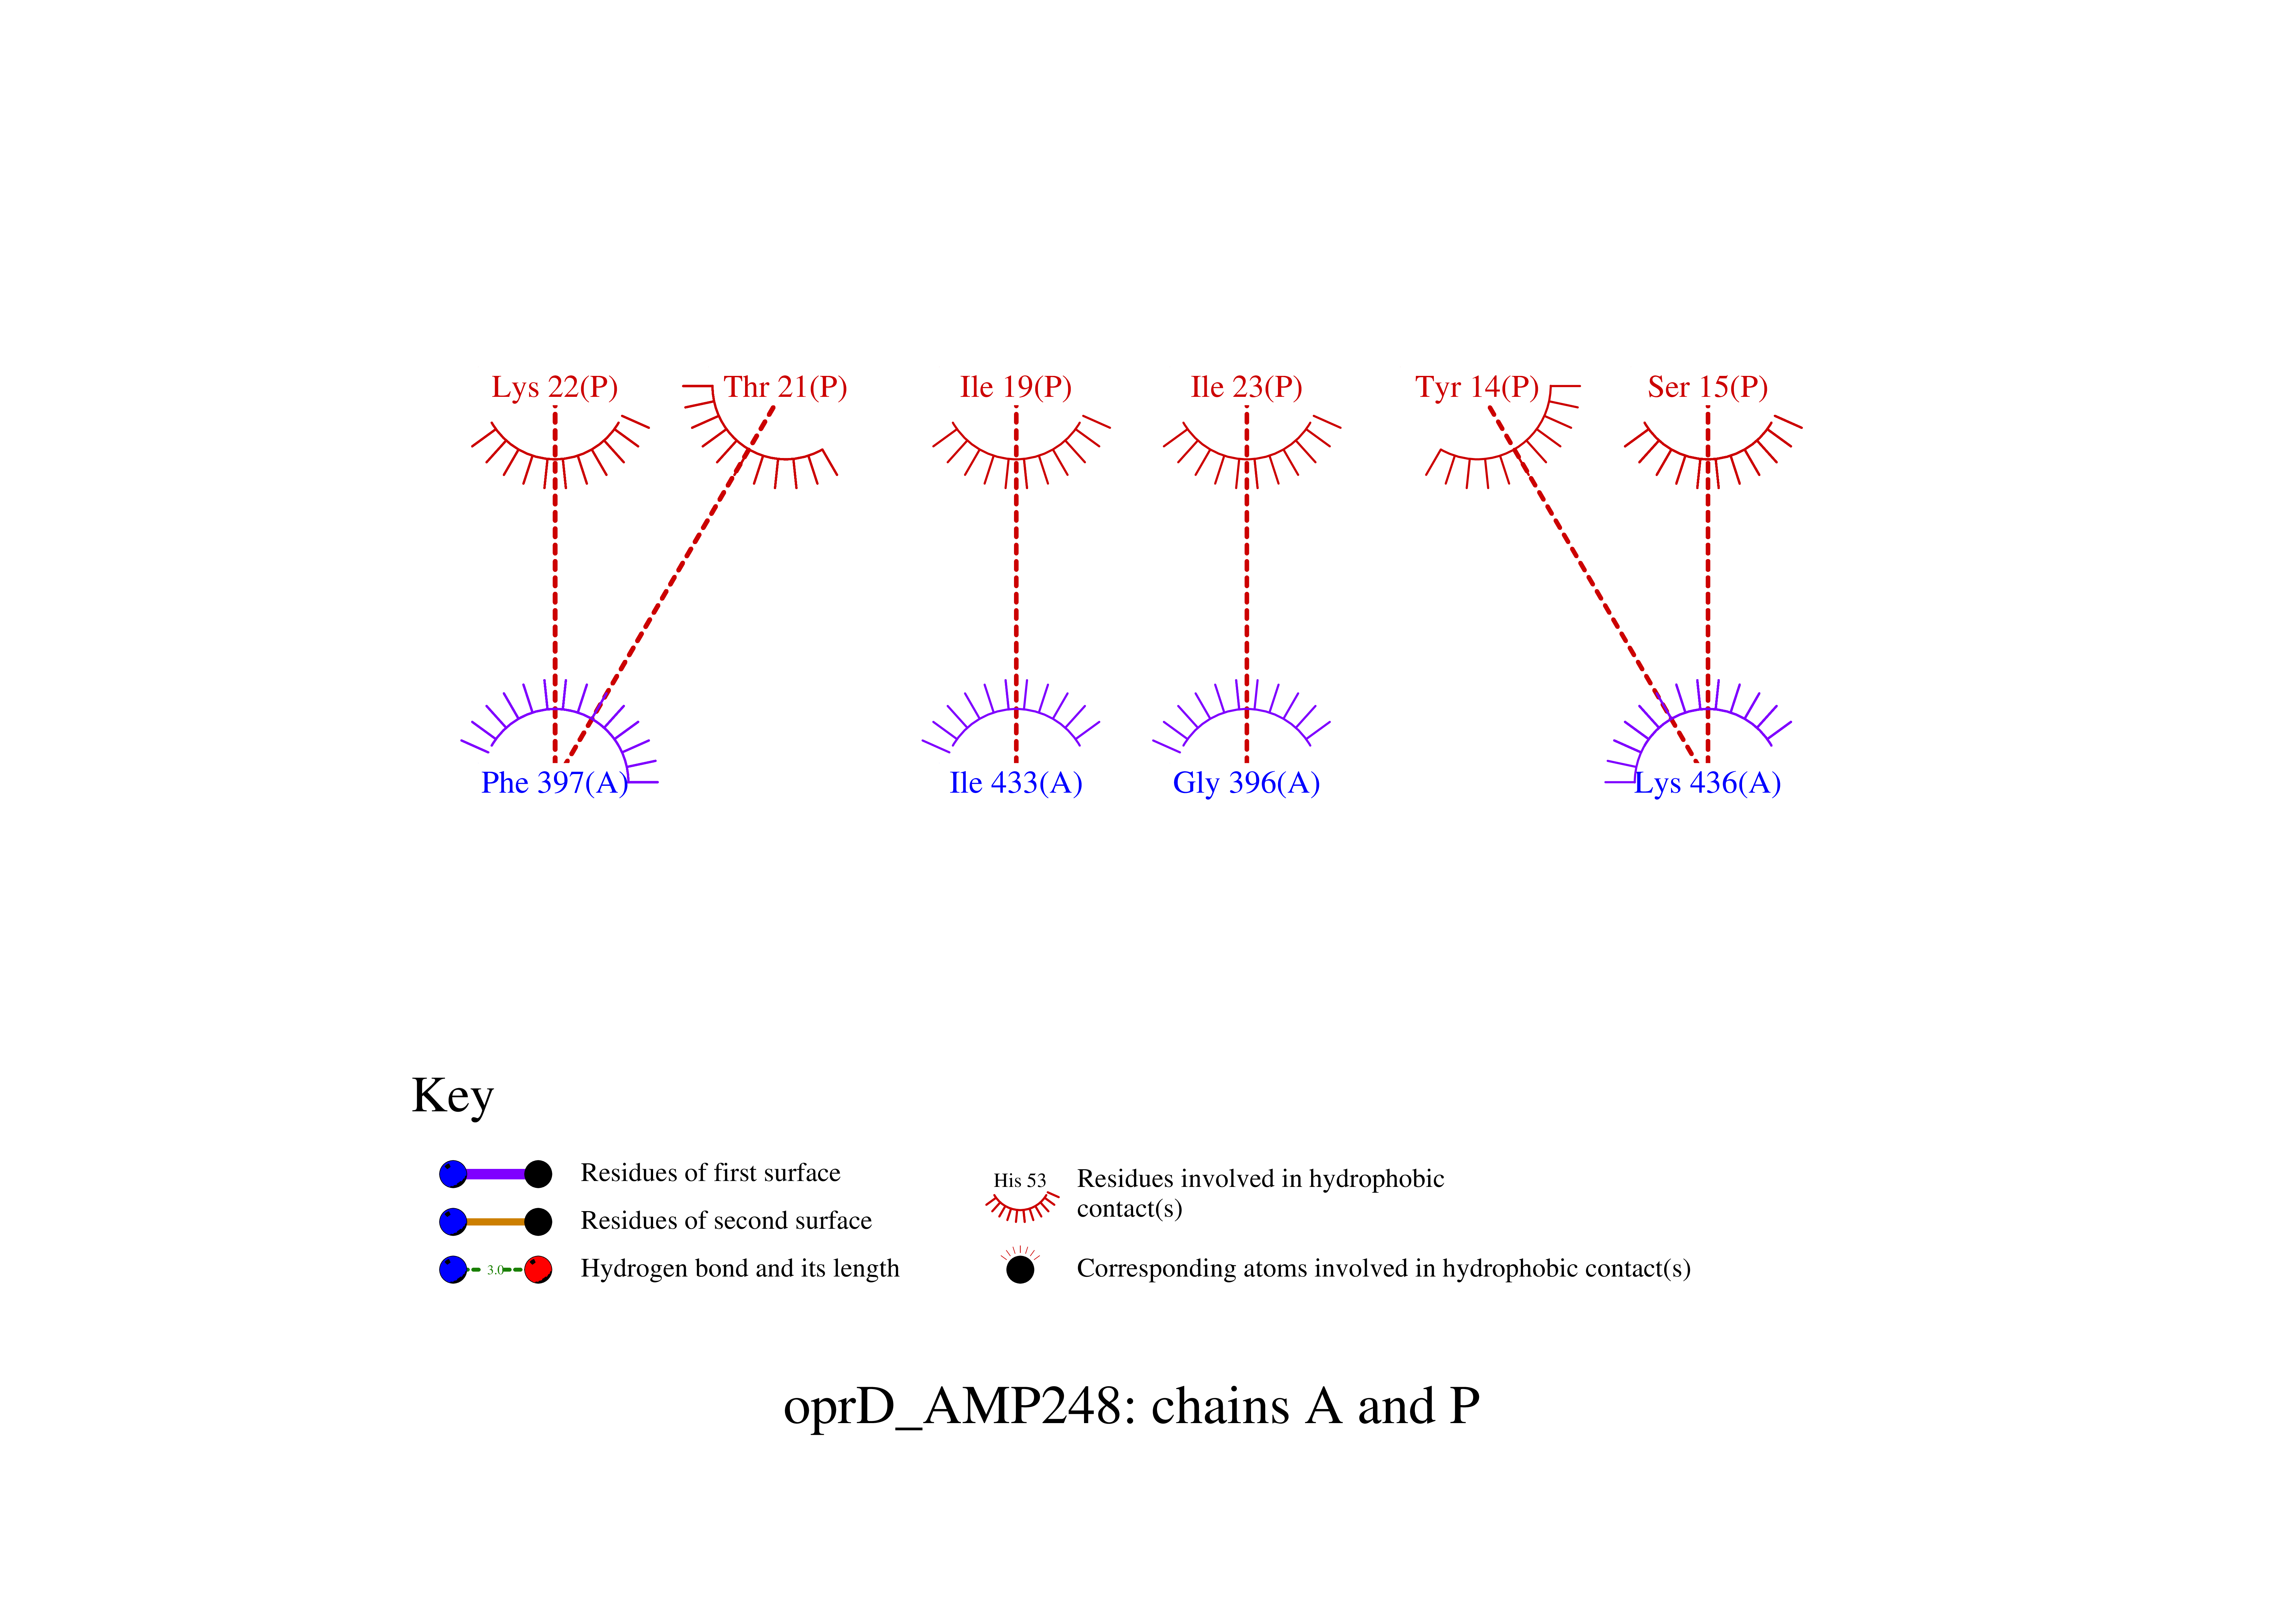 Lys 22(P) Thr 21(P) Ile 19(P) Ile 23(P) Tyr 14(P) Ser 15(P)
Phe 397(A) Ile 433(A) Gly 396(A) Lys 436(A)
Key
Residues of first surface
Residues of second surface
3.0 Hydrogen bond and its length
His 53 Residues involved in hydrophobic
contact(s)
Corresponding atoms involved in hydrophobic contact(s)
oprD_AMP248: chains A and P